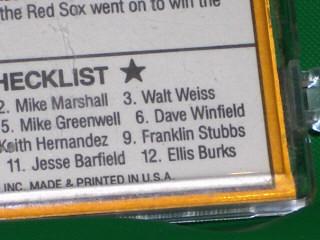 the Red Sox went on to win the
HECKLIST ★
2. Mike Marshall 3. Walt Weiss
5. Mike Greenwell 6. Dave Winfield
Keith Hernandez 9. Franklin Stubbs
11. Jesse Barfield 12. Ellis Burks
INC. MADE & PRINTED IN U.S.A.